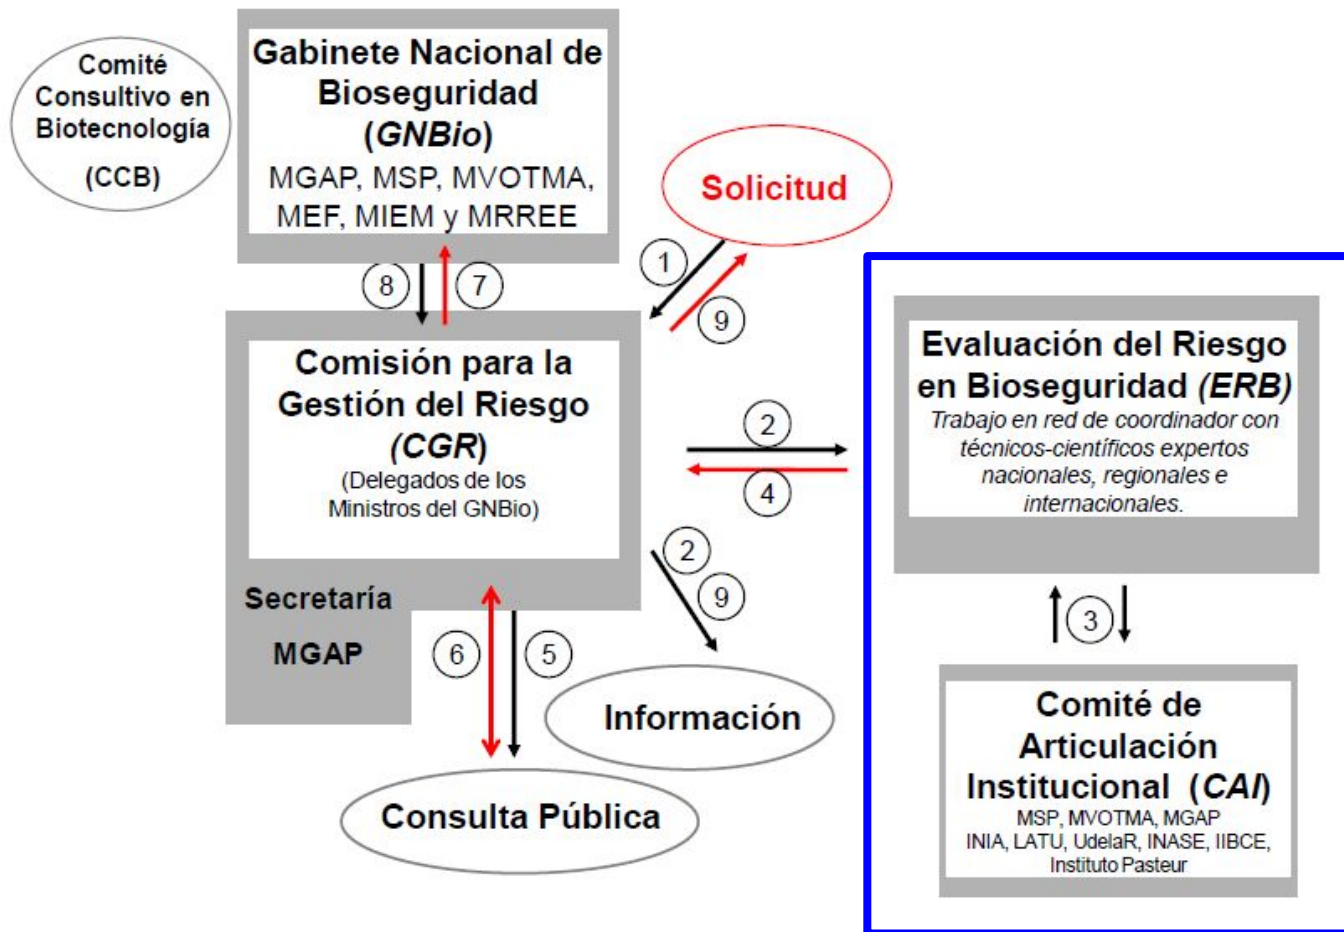 Comité
Consultivo en
Biotecnología
(CCB)
Gabinete Nacional de
Bioseguridad
(GNBio)
MGAP, MSP, MVOTMA,
MEF, MIEM y MRREE
Solicitud
8
7
1
9
Comisión para la
Gestión del Riesgo
(CGR)
(Delegados de los
Ministros del GNBio)
Secretaría
MGAP
2
4
Evaluación del Riesgo
en Bioseguridad (ERB)
Trabajo en red de coordinador con
técnicos-científicos expertos
nacionales, regionales e
internacionales.
2
9
6
5
3
Información
Consulta Pública
Comité de
Articulación
Institucional (CAI)
MSP, MVOTMA, MGAP
INIA, LATU, UdelaR, INASE, IIBCE,
Instituto Pasteur